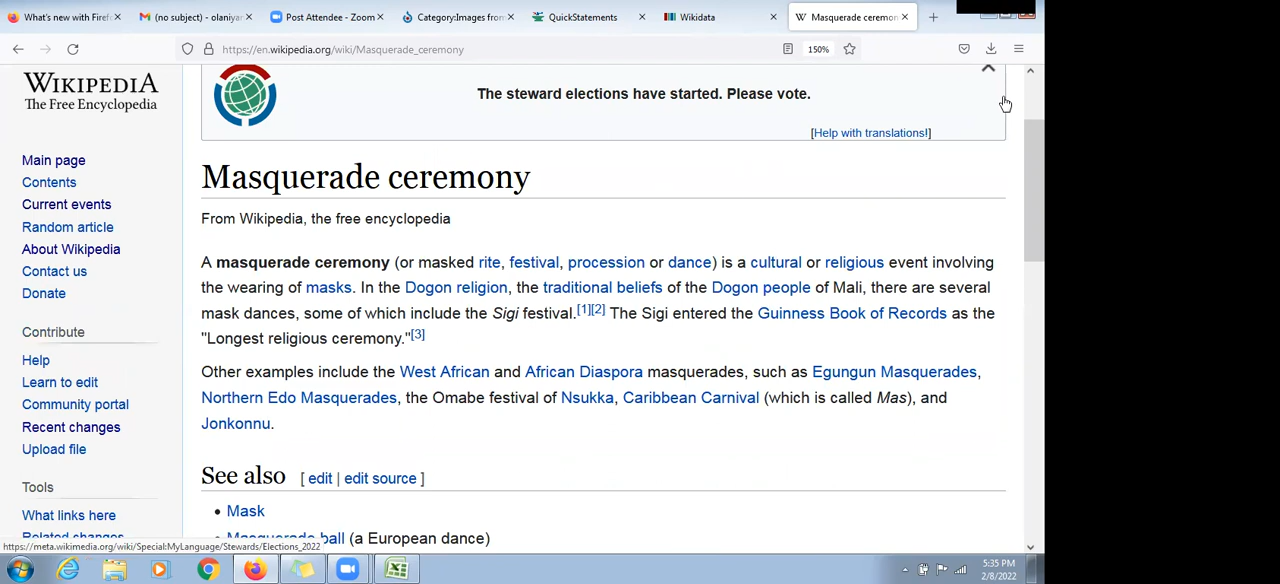 What's new with Firef
(no subject) - olaniyan
Post Attendee - Zoom
Category:Images from
QuickStatements
Wikidata
W Masquerade ceremon
https://en.wikipedia.org/wiki/Masquerade_ceremony
150%
WIKIPEDIA
The Free Encyclopedia
Main page
Contents
Current events
Random article
About Wikipedia
Contact us
Donate
Contribute
Help
Learn to edit
Community portal
Recent changes
Upload file
Tools
What links here
Related changes
The steward elections have started. Please vote.
[Help with translations!]
Masquerade ceremony
From Wikipedia, the free encyclopedia
A masquerade ceremony (or masked rite, festival, procession or dance) is a cultural or religious event involving
the wearing of masks. In the Dogon religion, the traditional beliefs of the Dogon people of Mali, there are several
mask dances, some of which include the Sigi festival.[1][2] The Sigi entered the Guinness Book of Records as the
"Longest religious ceremony."[3]
Other examples include the West African and African Diaspora masquerades, such as Egungun Masquerades,
Northern Edo Masquerades, the Omabe festival of Nsukka, Caribbean Carnival (which is called Mas), and
Jonkonnu.
See also [ edit | edit source ]
• Mask
Masquerade ball (a European dance)
https://meta.wikimedia.org/wiki/Special:MyLanguage/Stewards/Elections_2022
5:35 PM
2/8/2022